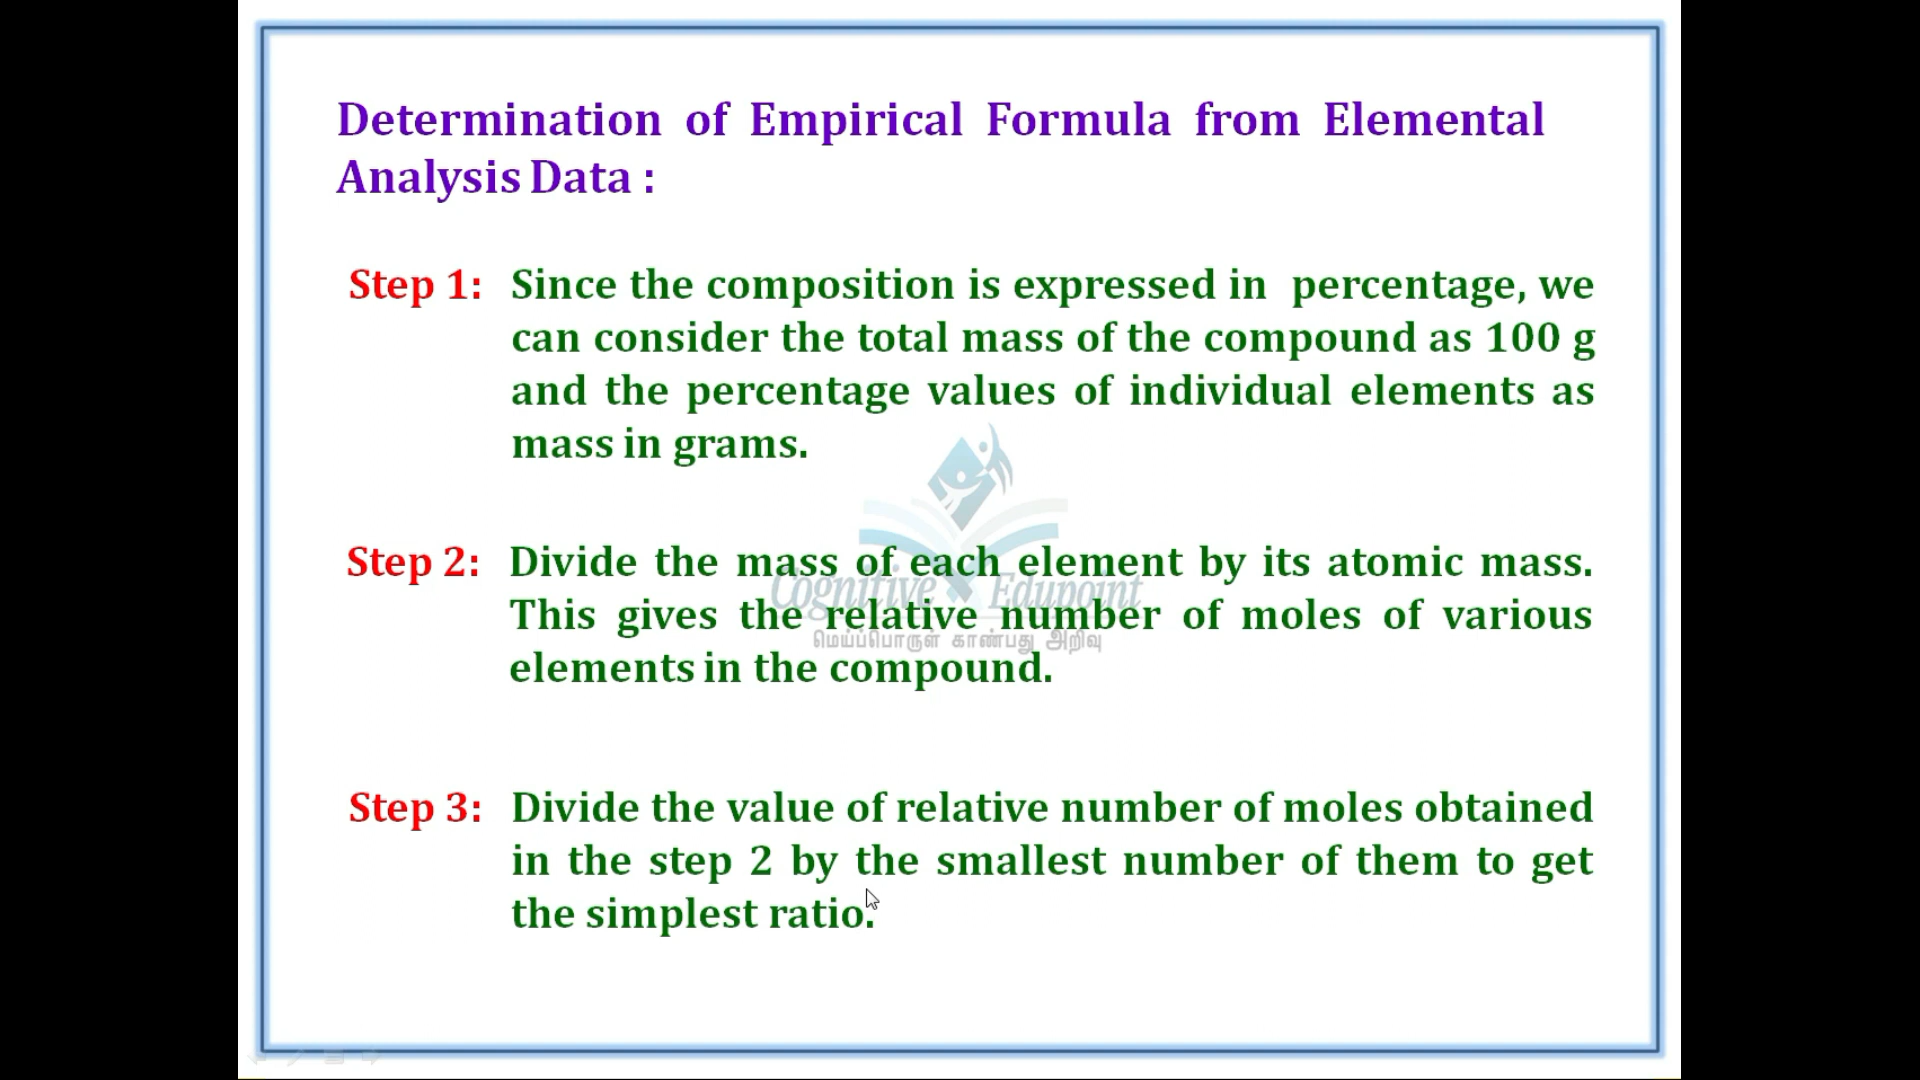 Determination of Empirical Formula from Elemental
Analysis Data :
Step 1: Since the composition is expressed in percentage, we
can consider the total mass of the compound as 100 g
and the percentage values of individual elements as
mass in grams.
Step 2: Divide the mass of each element by its atomic mass.
Cognitive Edupoint
This gives the relative number of moles of various
மெய்ப்பொருள் காண்பது அறிவு
elements in the compound.
Step 3: Divide the value of relative number of moles obtained
in the step 2 by the smallest number of them to get
the simplest ratio.